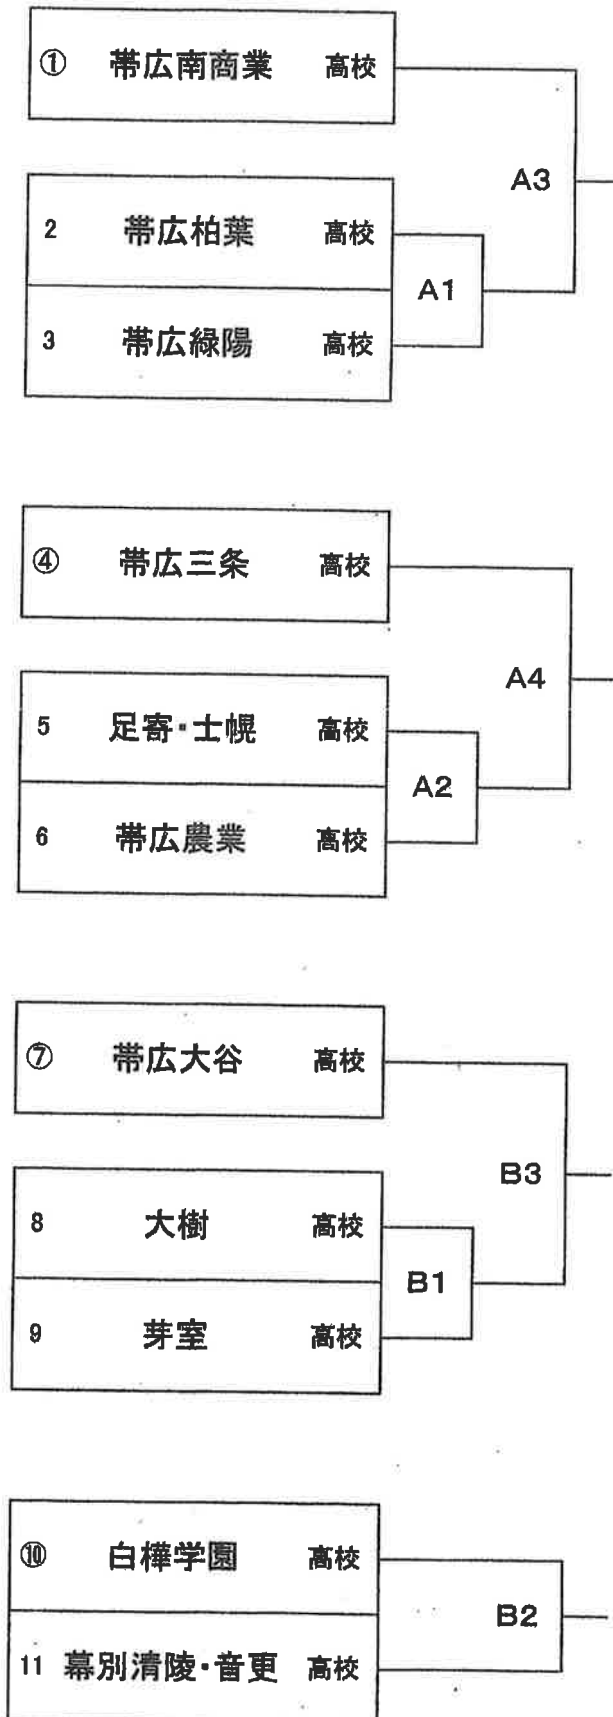 ① 帯広南商業 高校
A3
2 帯広柏葉 高校
A1
3 帯広緑陽 高校
④ 帯広三条 高校
A4
5 足寄・士幌 高校
A2
6 帯広農業 高校
⑦ 帯広大谷 高校
B3
8 大樹 高校
B1
9 芽室 高校
⑩ 白樺学園 高校
B2
11 幕別清陵・音更 高校